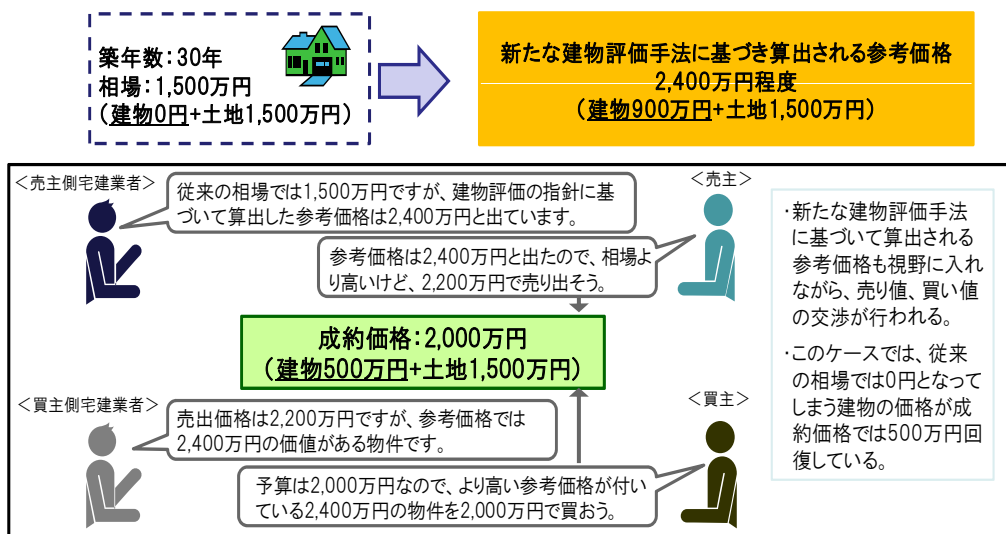 築年数：30年
相場：1,500万円
（建物0円+土地1,500万円）
新たな建物評価手法に基づき算出される参考価格
2,400万円程度
（建物900万円+土地1,500万円）
＜売主側宅建業者＞
従来の相場では1,500万円ですが、建物評価の指針に基
づいて算出した参考価格は2,400万円と出ています。
＜売主＞
参考価格は2,400万円と出たので、相場よ
り高いけど、2,200万円で売り出そう。
成約価格：2,000万円
（建物500万円+土地1,500万円）
＜買主側宅建業者＞
売出価格は2,200万円ですが、参考価格では
2,400万円の価値がある物件です。
＜買主＞
予算は2,000万円なので、より高い参考価格が付い
ている2,400万円の物件を2,000万円で買おう。
・新たな建物評価手法
に基づいて算出される
参考価格も視野に入れ
ながら、売り値、買い値
の交渉が行われる。
・このケースでは、従来
の相場では0円となって
しまう建物の価格が成
約価格では500万円回
復している。